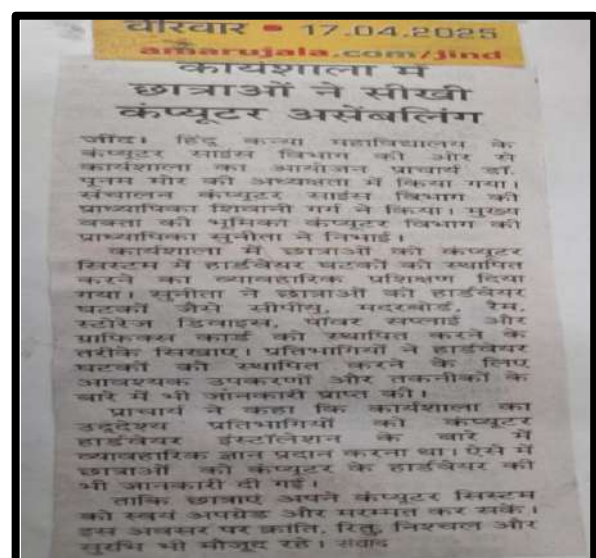 वीरवार • 17.04.2025
amarujala.com/jind
कार्यशाला में
छात्राओं ने सीखी
कंप्यूटर असेंबलिंग
जींद। हिंदू कन्या महाविद्यालय के
कंप्यूटर साइंस विभाग की ओर से
कार्यशाला का आयोजन प्राचार्य डॉ.
पूनम मोर की अध्यक्षता में किया गया।
संचालन कंप्यूटर साइंस विभाग की
प्राध्यापिका शिवानी गर्ग ने किया। मुख्य
वक्ता की भूमिका कंप्यूटर विभाग की
प्राध्यापिका सुनीता ने निभाई।
कार्यशाला में छात्राओं को कंप्यूटर
सिस्टम में हार्डवेयर घटकों को स्थापित
करने का व्यावहारिक प्रशिक्षण दिया
गया। सुनीता ने छात्राओं को हार्डवेयर
घटकों जैसे सीपीयू, मदरबोर्ड, रैम,
स्टोरेज डिवाइस, पॉवर सप्लाई और
ग्राफिक्स कार्ड को स्थापित करने के
तरीके सिखाए। प्रतिभागियों ने हार्डवेयर
घटकों को स्थापित करने के लिए
आवश्यक उपकरणों और तकनीकों के
बारे में भी जानकारी प्राप्त की।
प्राचार्य ने कहा कि कार्यशाला का
उद्देश्य प्रतिभागियों को कंप्यूटर
हार्डवेयर इंस्टॉलेशन के बारे में
व्यावहारिक ज्ञान प्रदान करना था। ऐसे में
छात्राओं को कंप्यूटर के हार्डवेयर की
भी जानकारी दी गई।
ताकि छात्राएं अपने कंप्यूटर सिस्टम
को स्वयं अपग्रेड और मरम्मत कर सकें।
इस अवसर पर क्रांति, रितु, निश्चल और
सुरभि भी मौजूद रहे। संवाद